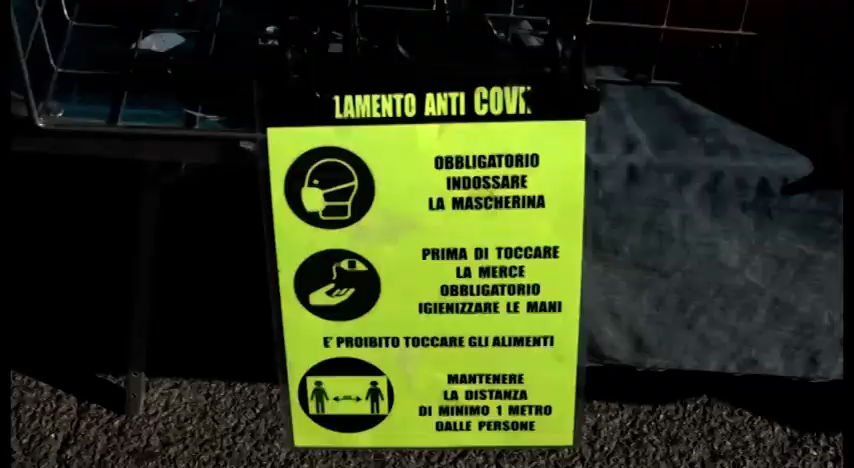 LAMENTO ANTI COVI
OBBLIGATORIO
INDOSSARE
LA MASCHERINA
PRIMA DI TOCCARE
LA MERCE
OBBLIGATORIO
IGIENIZZARE LE MANI
E' PROIBITO TOCCARE GLI ALIMENTI
MANTENERE
LA DISTANZA
DI MINIMO 1 METRO
DALLE PERSONE